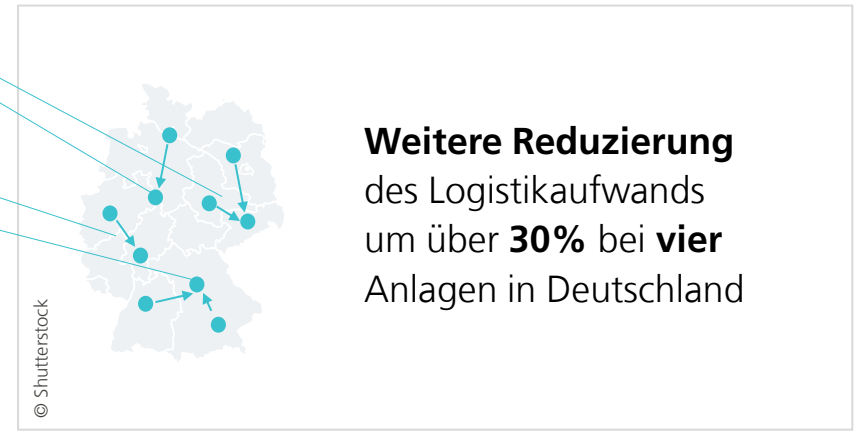 Weitere Reduzierung
des Logistikaufwands
um über 30% bei vier
Anlagen in Deutschland
© Shutterstock